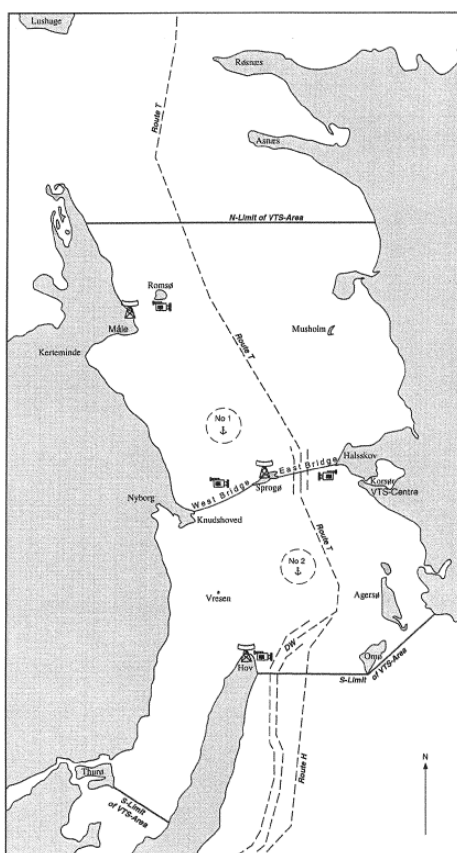 Lushage
Røsnæs
Route T
Asnæs
N-Limit of VTS-Area
Romsø
Måle
Musholm
Kerteminde
Route T
No 1
Halsskov
West Bridge
Sprogø
East Bridge
Korsør
VTS-Centre
Nyborg
Knudshoved
Route T
No 2
Vresen
Agersø
DW
Omø
Hov
S-Limit
of VTS-Area
Route H
Thurø
S-Limit
of VTS-Area
N